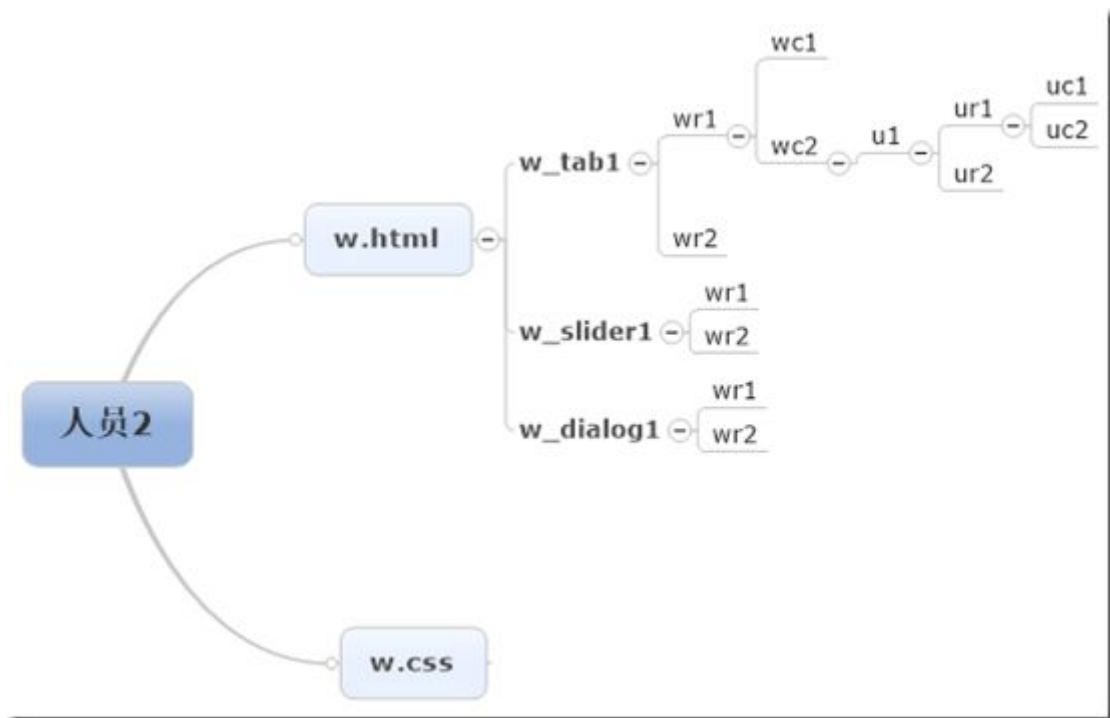 人员2
w.html
w_tab1
wr1
wc1
wc2
u1
ur1
uc1
uc2
ur2
wr2
w_slider1
wr1
wr2
w_dialog1
wr1
wr2
w.css